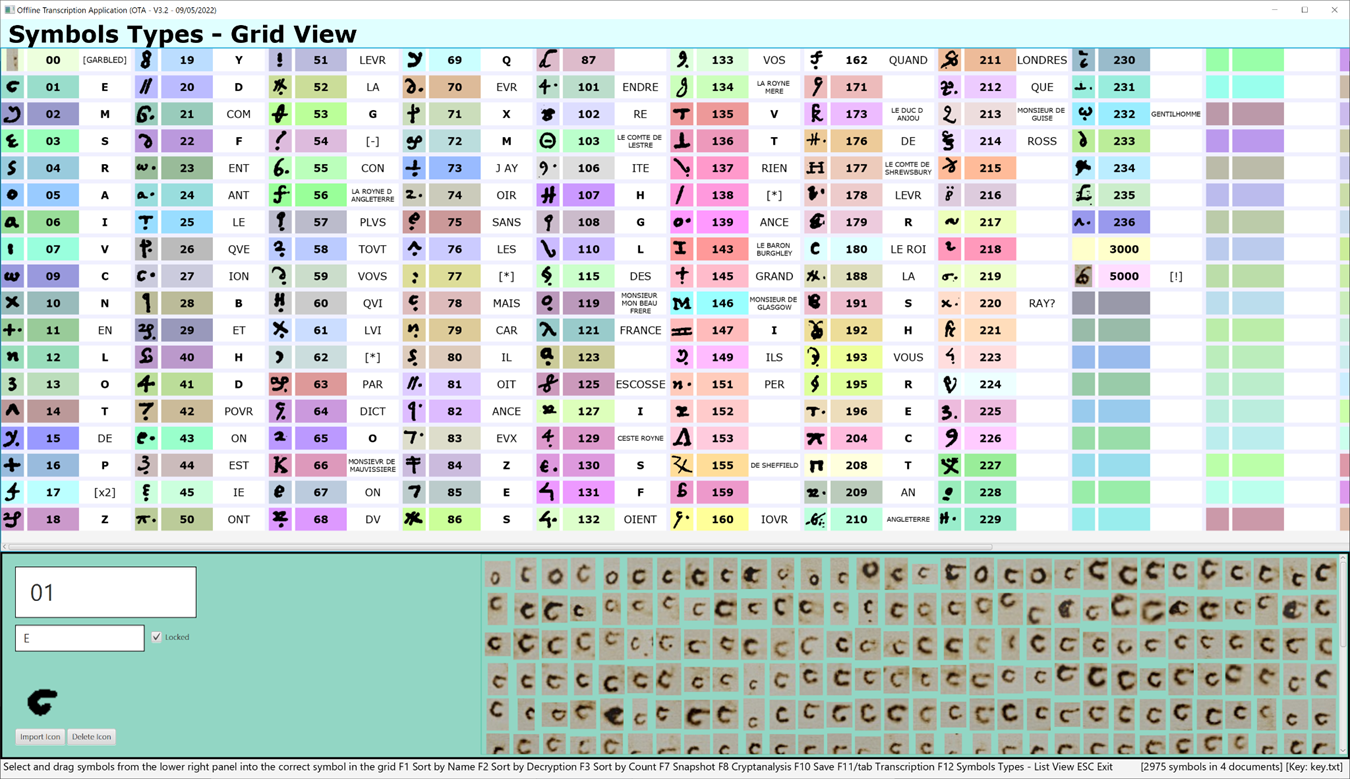 Offline Transcription Application (OTA - V3.2 - 09/05/2022)
Symbols Types - Grid View
00 [GARBLED] 19 Y 51 LEVR 69 Q 87 133 VOS 162 QUAND 211 LONDRES 230
01 E 20 D 52 LA 70 EVR 101 ENDRE 134 LA ROYNE MERE 171 212 QUE 231
02 M 21 COM 53 G 71 X 102 RE 135 V 173 LE DUC D ANJOU 213 MONSIEUR DE GUISE 232 GENTILHOMME
03 S 22 F 54 [-] 72 M 103 LE COMTE DE LESTRE 136 T 176 DE 214 ROSS 233
04 R 23 ENT 55 CON 73 J AY 106 ITE 137 RIEN 177 LE COMTE DE SHREWSBURY 215 234
05 A 24 ANT 56 LA ROYNE D ANGLETERRE 74 OIR 107 H 138 [*] 178 LEVR 216 235
06 I 25 LE 57 PLVS 75 SANS 108 G 139 ANCE 179 R 217 236
07 V 26 QVE 58 TOVT 76 LES 110 L 143 LE BARON BURGHLEY 180 LE ROI 218 3000
09 C 27 ION 59 VOVS 77 [*] 115 DES 145 GRAND 188 LA 219 5000 [!]
10 N 28 B 60 QVI 78 MAIS 119 MONSIEUR MON BEAU FRERE 146 MONSIEUR DE GLASGOW 191 S 220 RAY?
11 EN 29 ET 61 LVI 79 CAR 121 FRANCE 147 I 192 H 221
12 L 40 H 62 [*] 80 IL 123 149 ILS 193 VOUS 223
13 O 41 D 63 PAR 81 OIT 125 ESCOSSE 151 PER 195 R 224
14 T 42 POVR 64 DICT 82 ANCE 127 I 152 196 E 225
15 DE 43 ON 65 O 83 EVX 129 CESTE ROYNE 153 204 C 226
16 P 44 EST 66 MONSIEVR DE MAUVISSIERE 84 Z 130 S 155 DE SHEFFIELD 208 T 227
17 [x2] 45 IE 67 ON 85 E 131 F 159 209 AN 228
18 Z 50 ONT 68 DV 86 S 132 OIENT 160 IOVR 210 ANGLETERRE 229
01
E
Locked
Import Icon Delete Icon
Select and drag symbols from the lower right panel into the correct symbol in the grid F1 Sort by Name F2 Sort by Decryption F3 Sort by Count F7 Snapshot F8 Cryptanalysis F10 Save F11/tab Transcription F12 Symbols Types - List View ESC Exit [2975 symbols in 4 documents] [Key: key.txt]